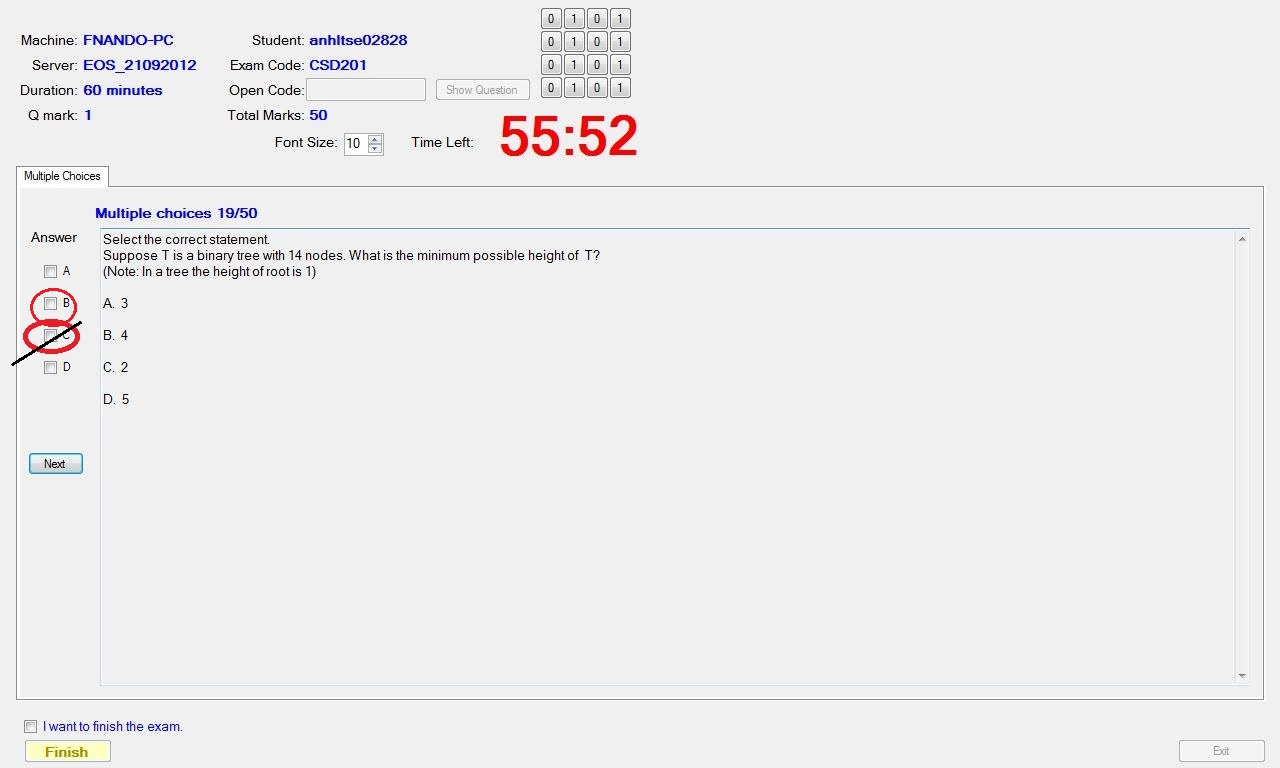 0 1 0 1
Machine: FNANDO-PC Student: anhltse02828
0 1 0 1
Server: EOS_21092012 Exam Code: CSD201
0 1 0 1
Duration: 60 minutes Open Code: Show Question
0 1 0 1
Q mark: 1 Total Marks: 50
Font Size: 10 Time Left: 55:52
Multiple Choices
Multiple choices 19/50
Answer
Select the correct statement.
Suppose T is a binary tree with 14 nodes. What is the minimum possible height of T?
(Note: In a tree the height of root is 1)
A
B
A. 3
C
B. 4
D
C. 2
D. 5
Next
I want to finish the exam.
Finish
Exit